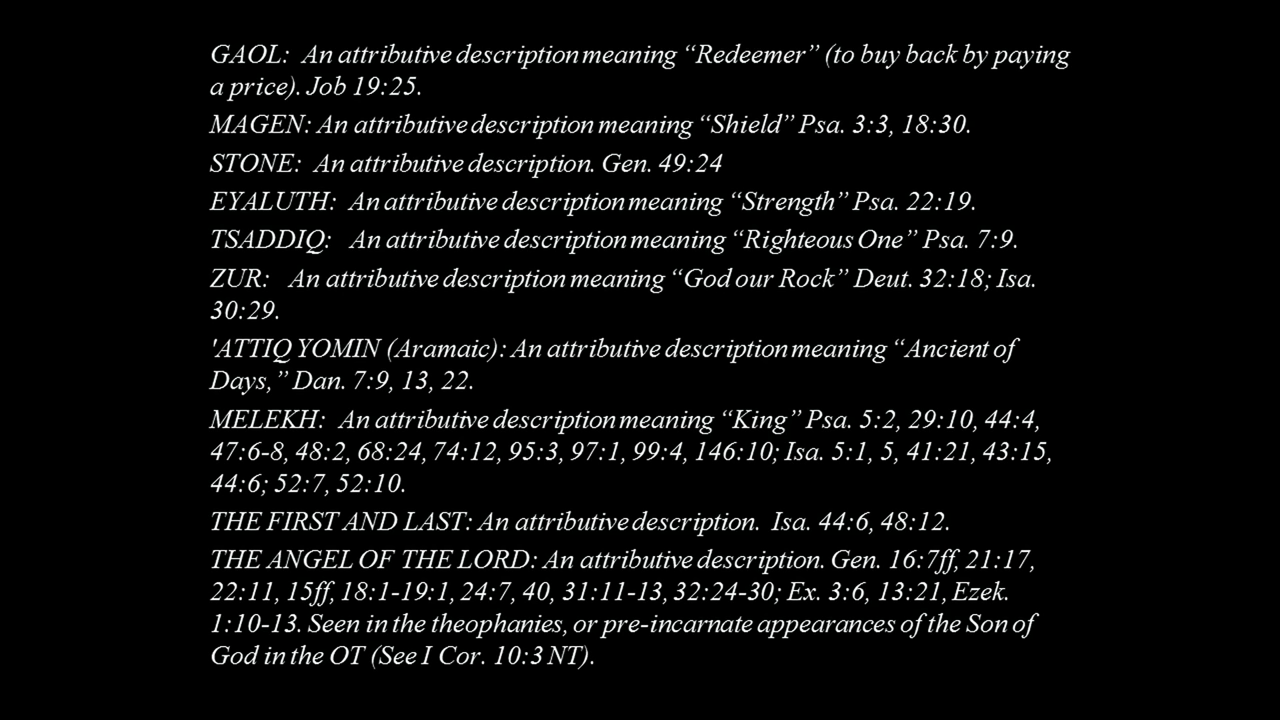 GAOL:  An attributive description meaning “Redeemer” (to buy back by paying
a price). Job 19:25.
MAGEN: An attributive description meaning “Shield” Psa. 3:3, 18:30.
STONE:  An attributive description. Gen. 49:24
EYALUTH:  An attributive description meaning “Strength” Psa. 22:19.
TSADDIQ:   An attributive description meaning “Righteous One” Psa. 7:9.
ZUR:   An attributive description meaning “God our Rock” Deut. 32:18; Isa.
30:29.
'ATTIQ YOMIN (Aramaic): An attributive description meaning “Ancient of
Days,” Dan. 7:9, 13, 22.
MELEKH:  An attributive description meaning “King” Psa. 5:2, 29:10, 44:4,
47:6-8, 48:2, 68:24, 74:12, 95:3, 97:1, 99:4, 146:10; Isa. 5:1, 5, 41:21, 43:15,
44:6; 52:7, 52:10.
THE FIRST AND LAST: An attributive description.  Isa. 44:6, 48:12.
THE ANGEL OF THE LORD: An attributive description. Gen. 16:7ff, 21:17,
22:11, 15ff, 18:1-19:1, 24:7, 40, 31:11-13, 32:24-30; Ex. 3:6, 13:21, Ezek.
1:10-13. Seen in the theophanies, or pre-incarnate appearances of the Son of
God in the OT (See I Cor. 10:3 NT).